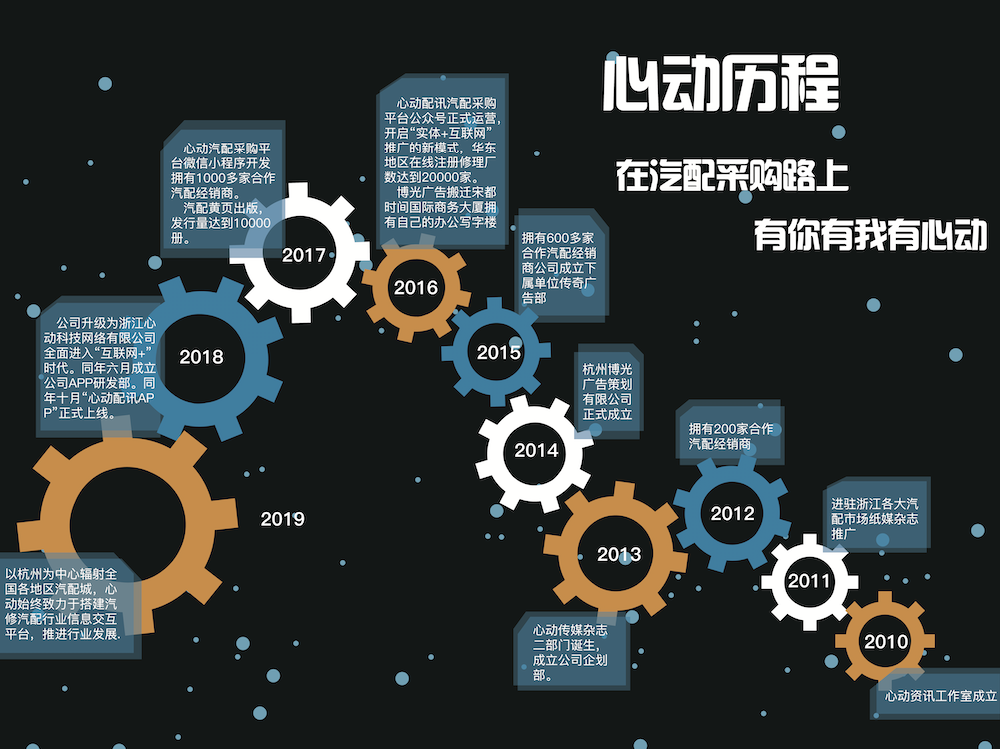 心动历程
在汽配采购路上
有你有我有心动
心动配讯汽配采购
平台公众号正式运营,
开启“实体+互联网”
推广的新模式，华东
地区在线注册修理厂
数达到20000家。
博光广告搬迁宋都
时间国际商务大厦拥
有自己的办公写字楼
心动汽配采购平
台微信小程序开发
拥有1000多家合作
汽配经销商。
汽配黄页出版，
发行量达到10000
册。
2017
2016
拥有600多家
合作汽配经销
商公司成立下
属单位传奇广
告部
公司升级为浙江心
动科技网络有限公司
全面进入“互联网+”
时代。同年六月成立
公司APP研发部。同
年十月“心动配讯AP
P”正式上线。
2018
2015
杭州博光
广告策划
有限公司
正式成立
2014
拥有200家合作
汽配经销商
2019
2013
2012
进驻浙江各大汽
配市场纸媒杂志
推广
2011
以杭州为中心辐射全
国各地区汽配城，心
动始终致力于搭建汽
修汽配行业信息交互
平台，推进行业发展.
心动传媒杂志
二部门诞生，
成立公司企划
部。
2010
心动资讯工作室成立